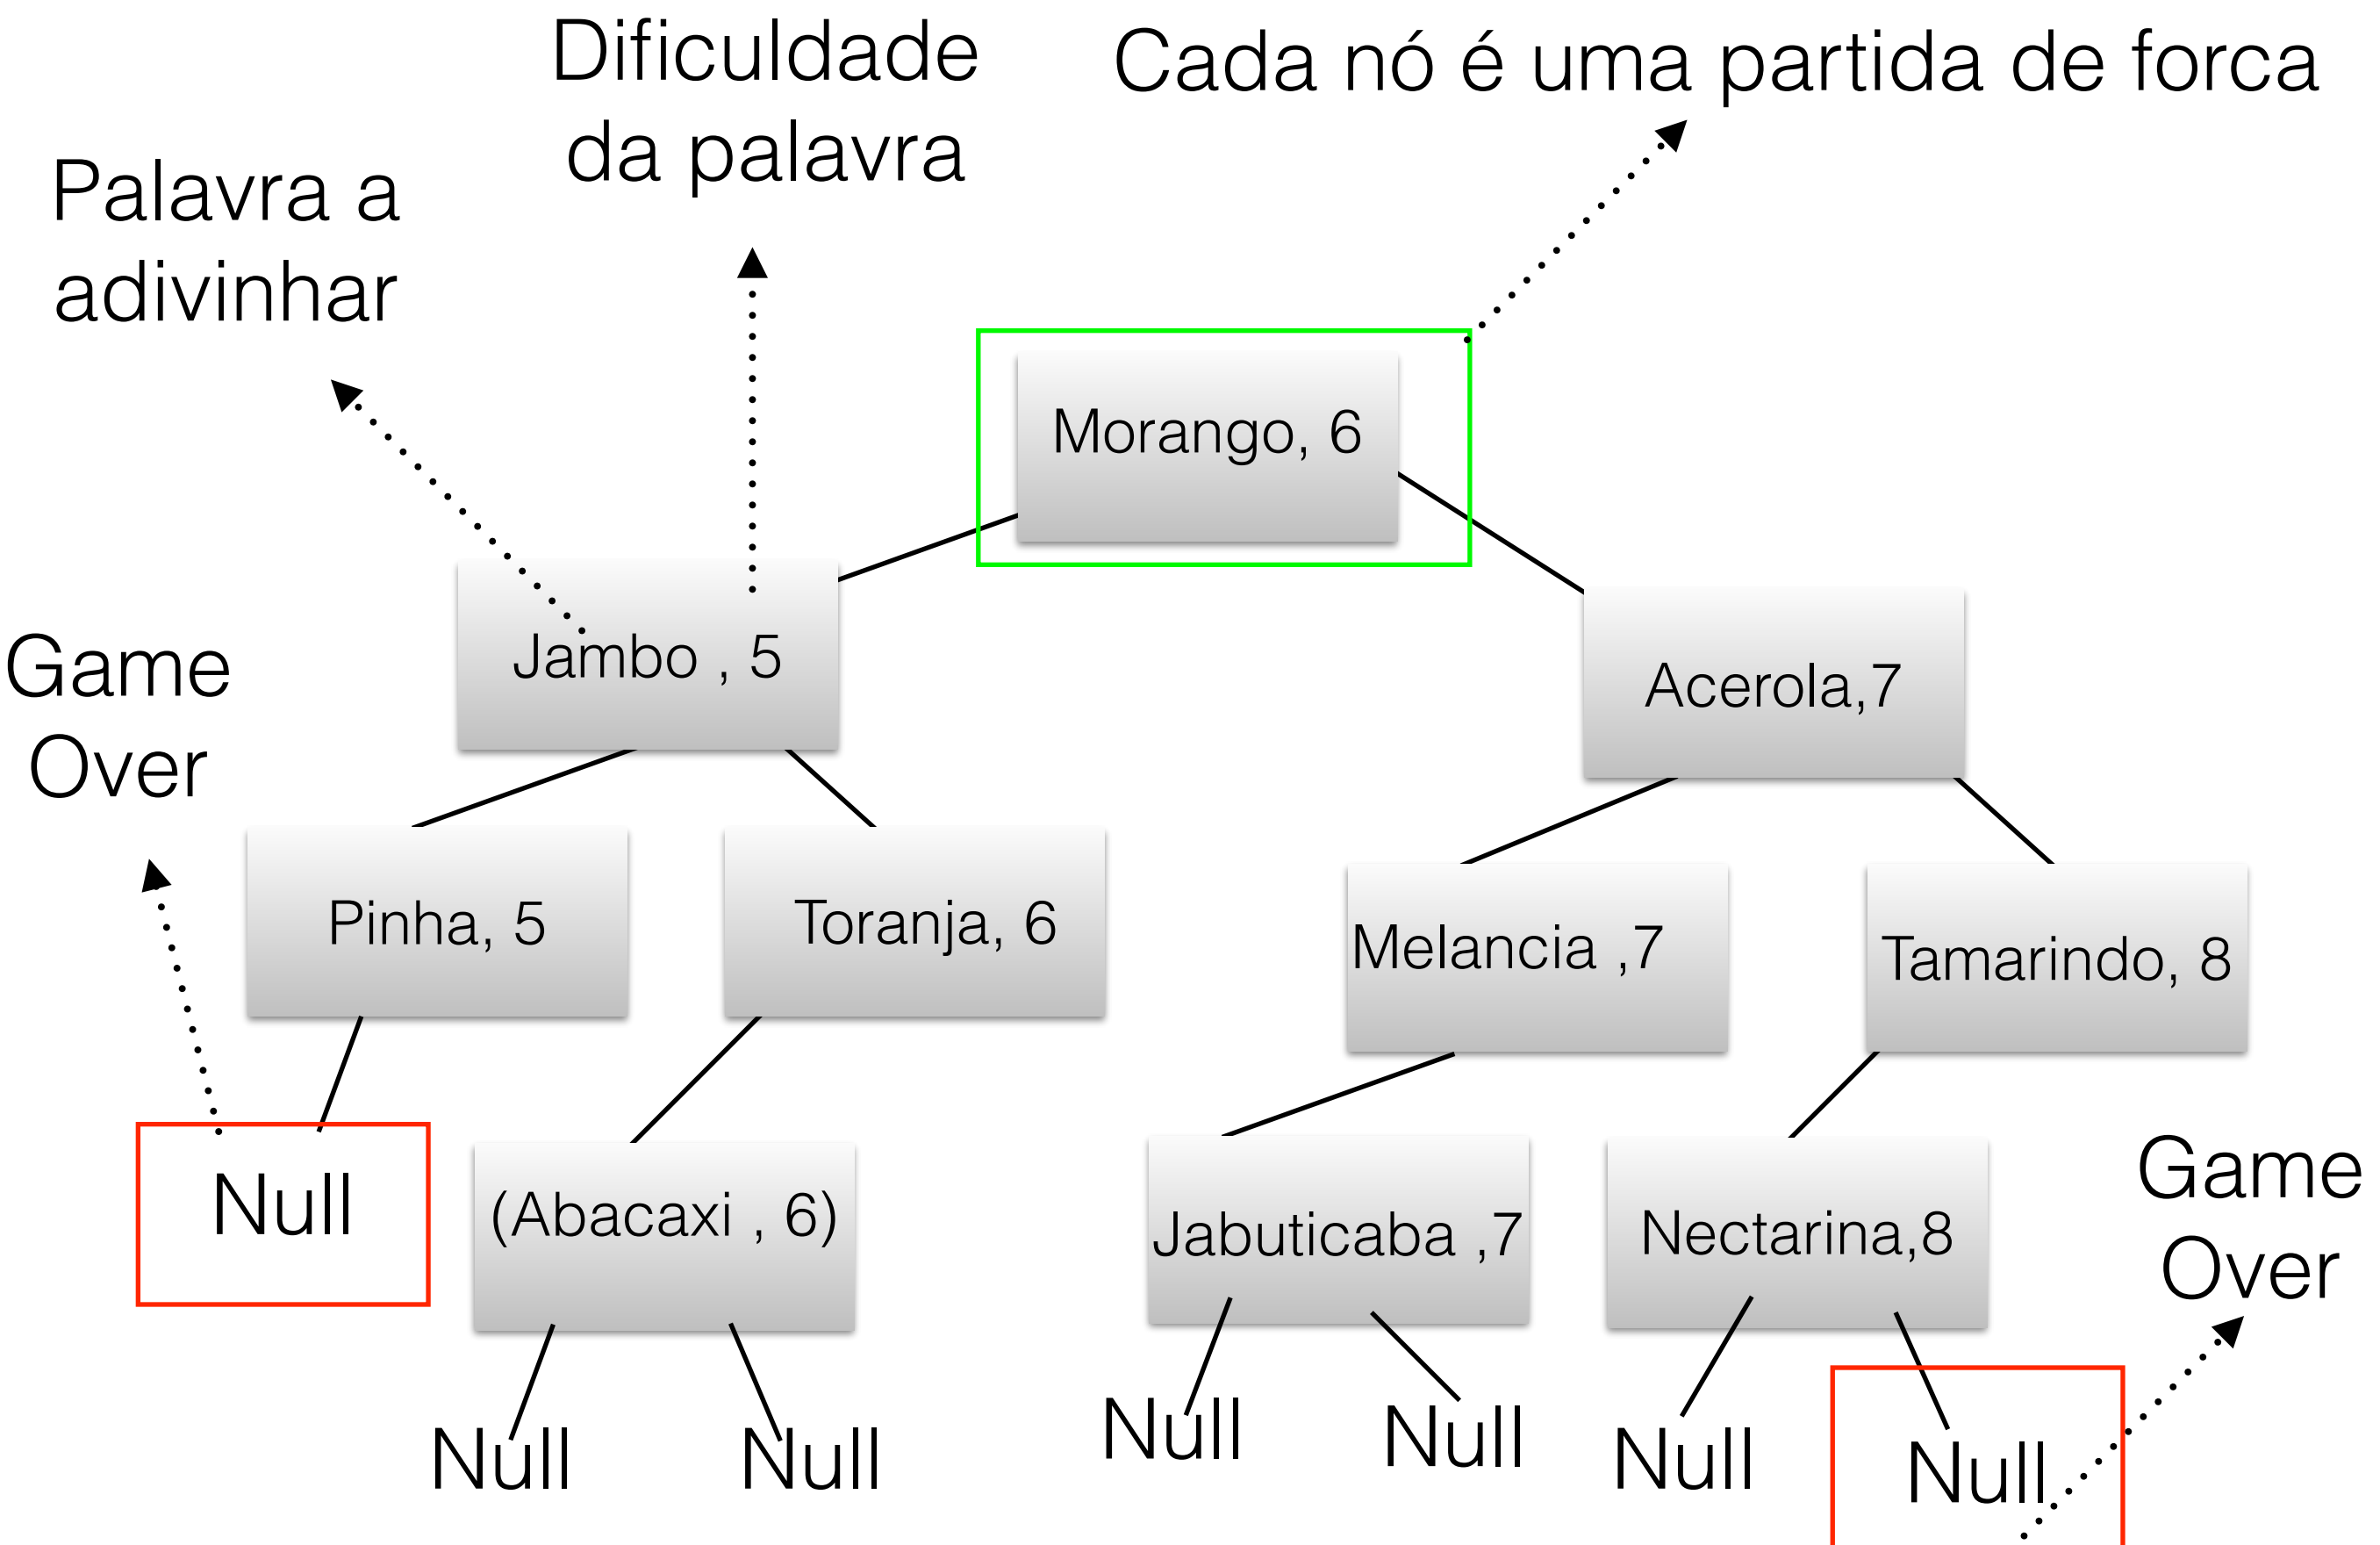 Dificuldade
da palavra
Cada nó é uma partida de forca
Palavra a
adivinhar
Morango, 6
Game
Over
Jambo , 5
Acerola,7
Pinha, 5
Toranja, 6
Melancia ,7
Tamarindo, 8
Null
(Abacaxi , 6)
Jabuticaba ,7
Nectarina,8
Game
Over
Null
Null
Null
Null
Null
Null